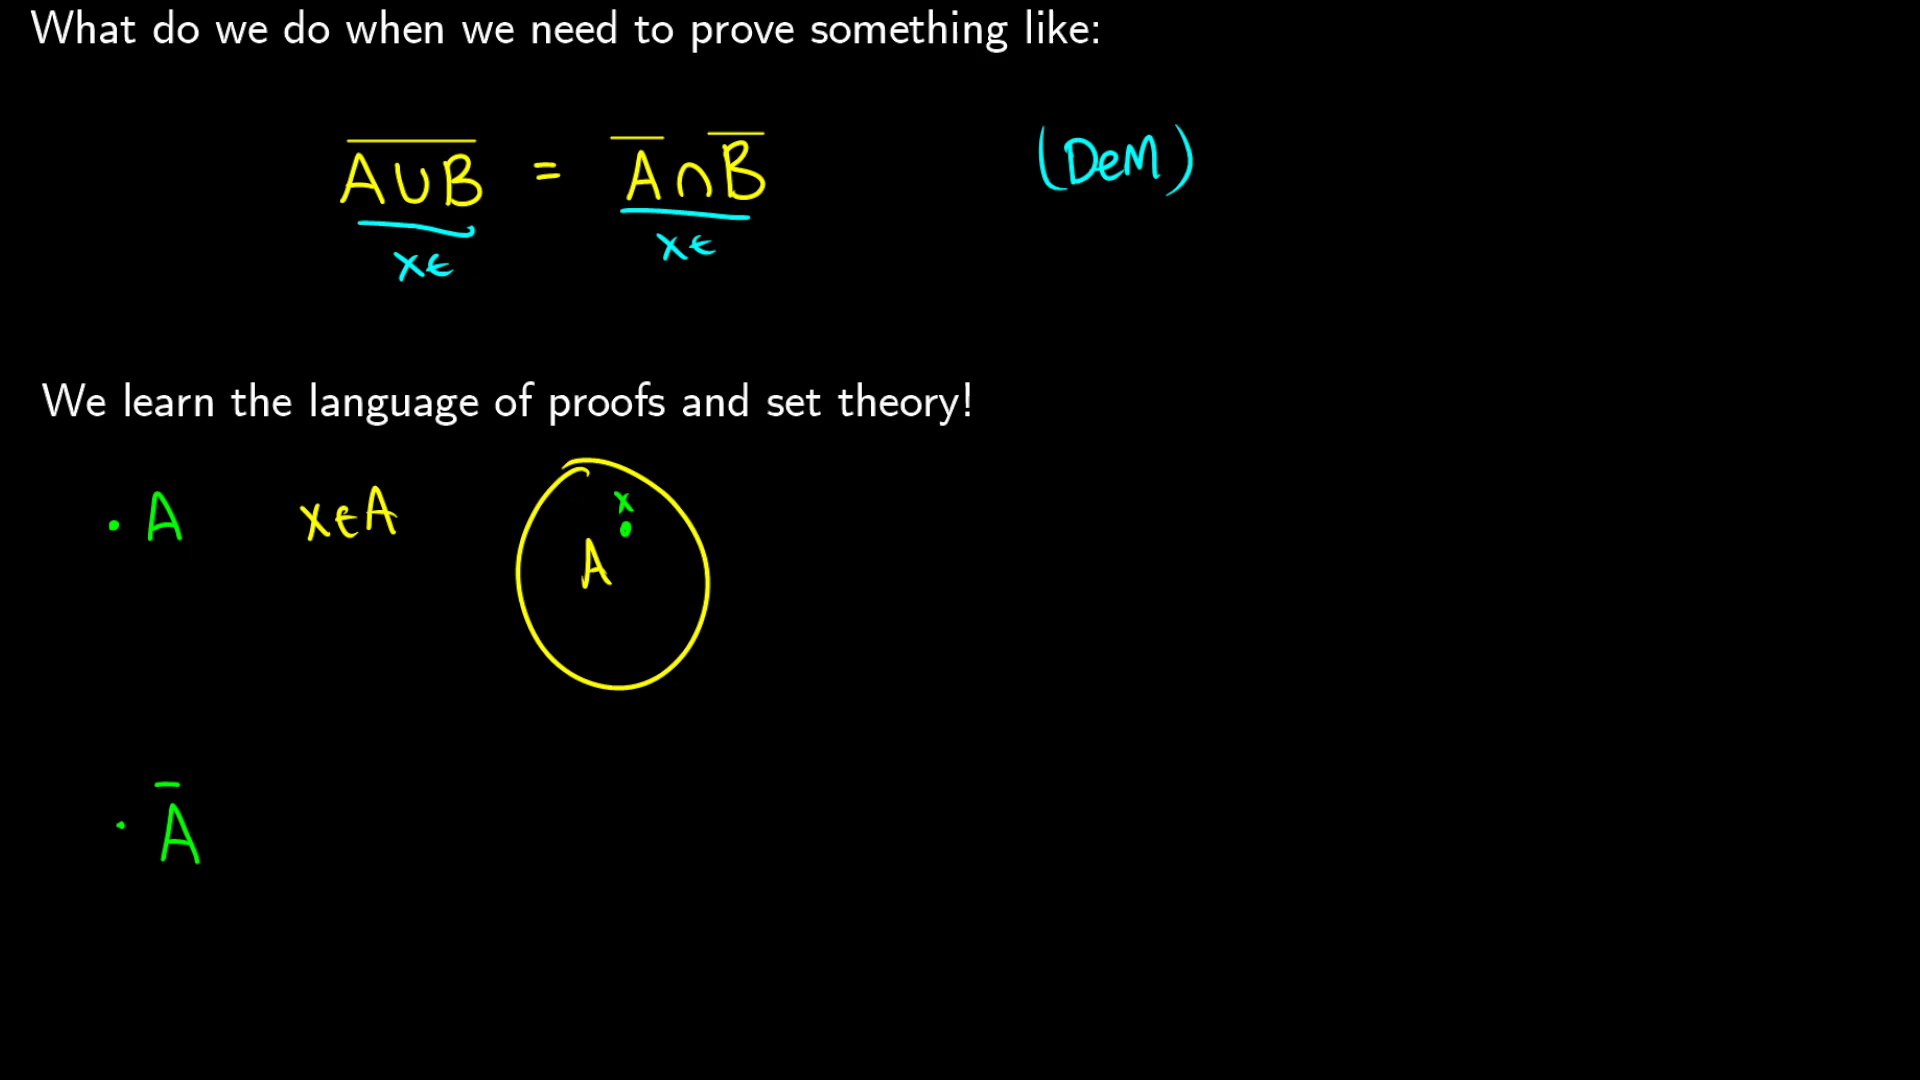 What do we do when we need to prove something like:
A̅∪̅B̅ = A̅∩B̅ (DeM)
x∈ x∈
We learn the language of proofs and set theory!
• A x∈A
x
A
• A̅